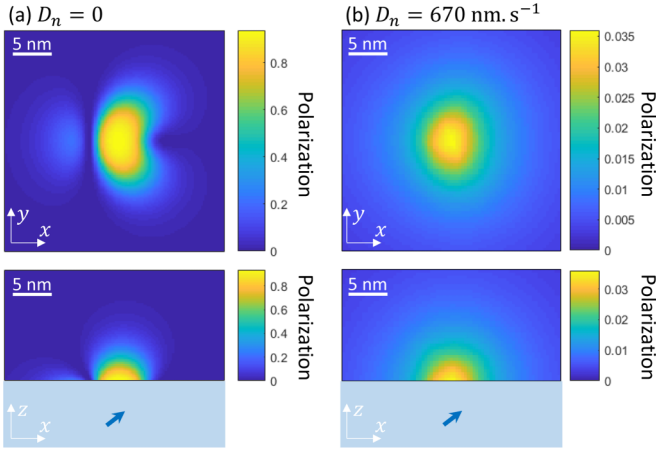 (a) Dₙ = 0
(b) Dₙ = 670 nm.s⁻¹
5 nm
y
x
0.8
0.6
0.4
0.2
0
Polarization
5 nm
y
x
0.035
0.03
0.025
0.02
0.015
0.01
0.005
0
Polarization
5 nm
z
x
0.8
0.6
0.4
0.2
0
Polarization
5 nm
z
x
0.03
0.02
0.01
0
Polarization